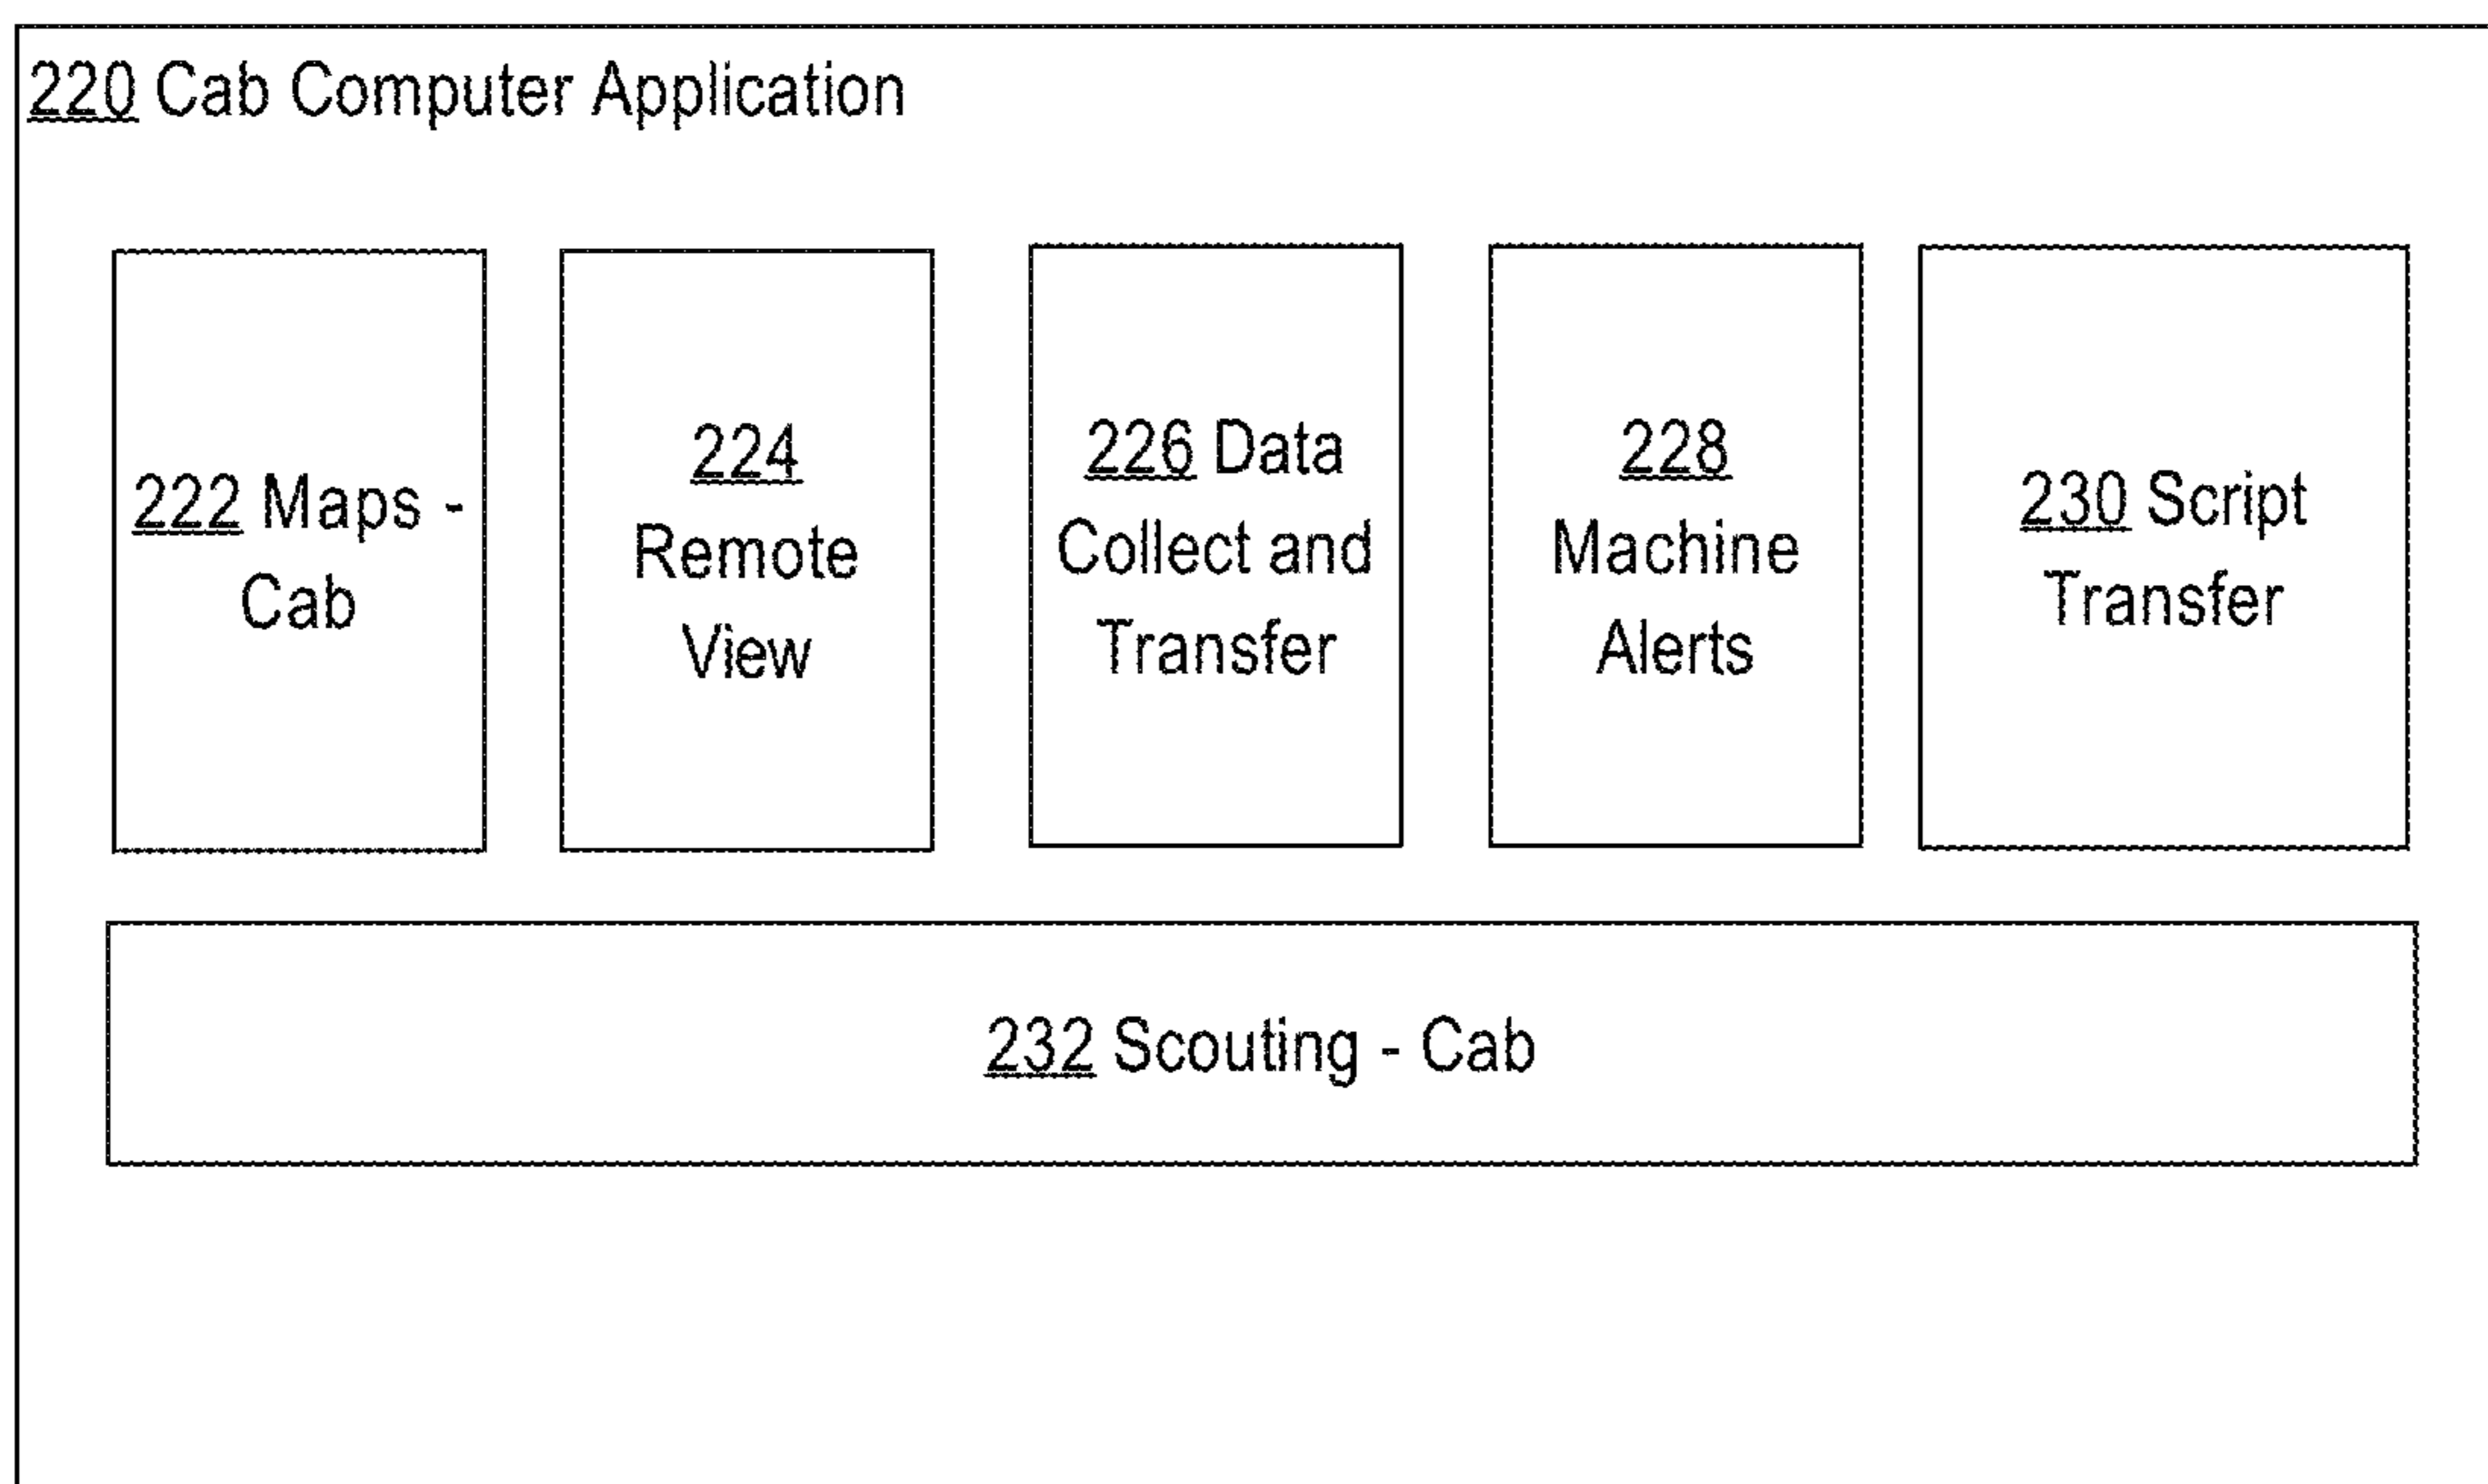 220 Cab Computer Application
222 Maps -
Cab
224
Remote
View
226 Data
Collect and
Transfer
228
Machine
Alerts
230 Script
Transfer
232 Scouting - Cab